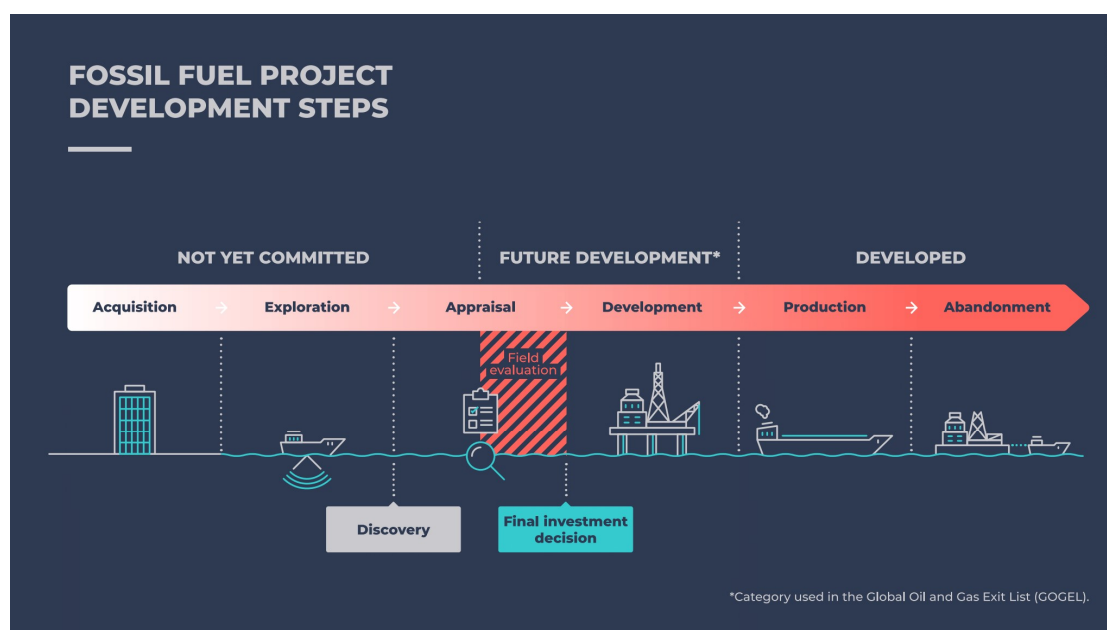 FOSSIL FUEL PROJECT
DEVELOPMENT STEPS
NOT YET COMMITTED
FUTURE DEVELOPMENT*
DEVELOPED
Acquisition → Exploration → Appraisal → Development → Production → Abandonment
Field
evaluation
Discovery
Final investment
decision
*Category used in the Global Oil and Gas Exit List (GOGEL).